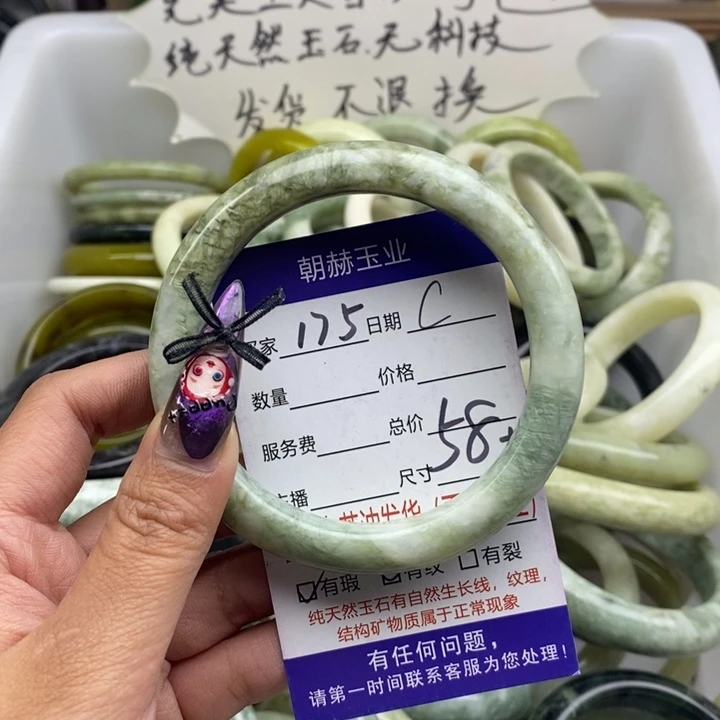 纯天然玉石.无科技
发货 不退 换
朝赫玉业
家 175 日期 C
数量 价格
服务费 总价
播 尺寸 58+
有瑕 有纹 有裂
纯天然玉石有自然生长线，纹理，
结构矿物质属于正常现象
有任何问题，
请第一时间联系客服为您处理！